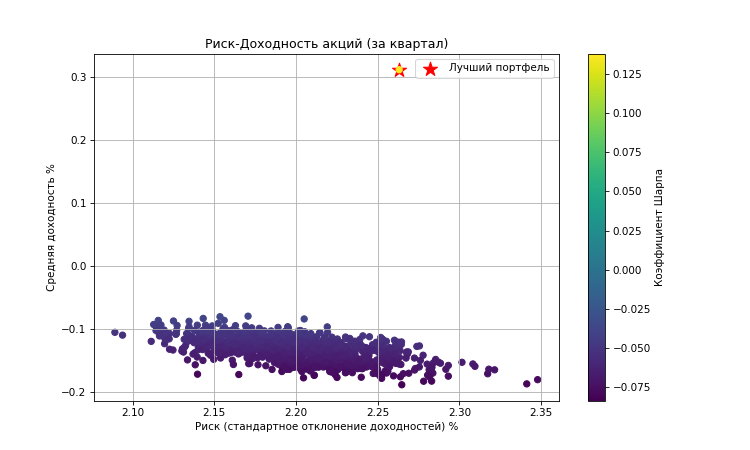 Риск-Доходность акций (за квартал)
Лучший портфель
Средняя доходность %
0.3
0.2
0.1
0.0
−0.1
−0.2
2.10 2.15 2.20 2.25 2.30 2.35
Риск (стандартное отклонение доходностей) %
0.125
0.100
0.075
0.050
0.025
0.000
−0.025
−0.050
−0.075
Коэффициент Шарпа